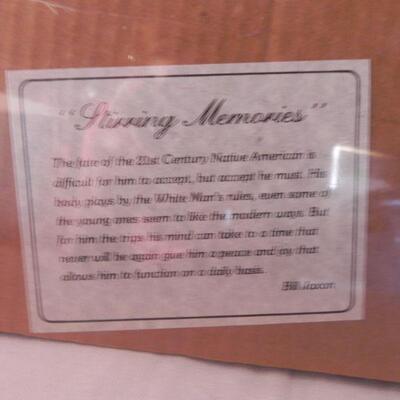 ""Stirring Memories""
The fate of the 21st Century Native American is
difficult for him to accept, but accept he must. His
body plays by the White Man's rules, even some of
the young ones seem to like the modern ways. But
for him the trips his mind can take to a time that
never will be again give him a peace and joy that
allows him to function on a daily basis.
Bill